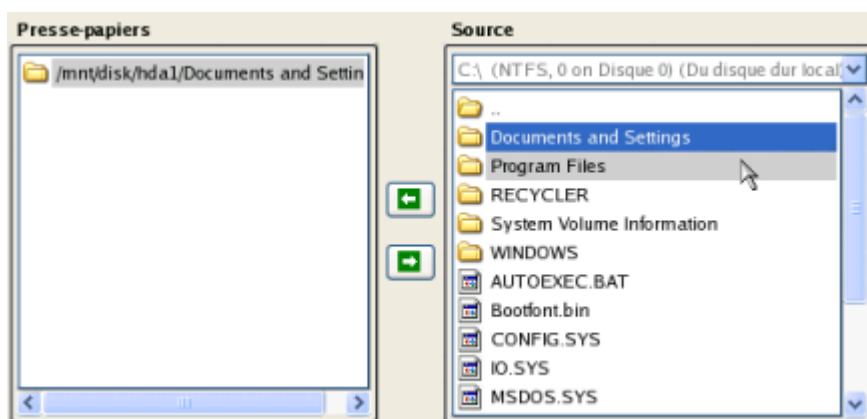 Presse-papiers
/mnt/disk/hda1/Documents and Settin
Source
C:\ (NTFS, 0 on Disque 0) (Du disque dur local
..
Documents and Settings
Program Files
RECYCLER
System Volume Information
WINDOWS
AUTOEXEC.BAT
Bootfont.bin
CONFIG.SYS
IO.SYS
MSDOS.SYS